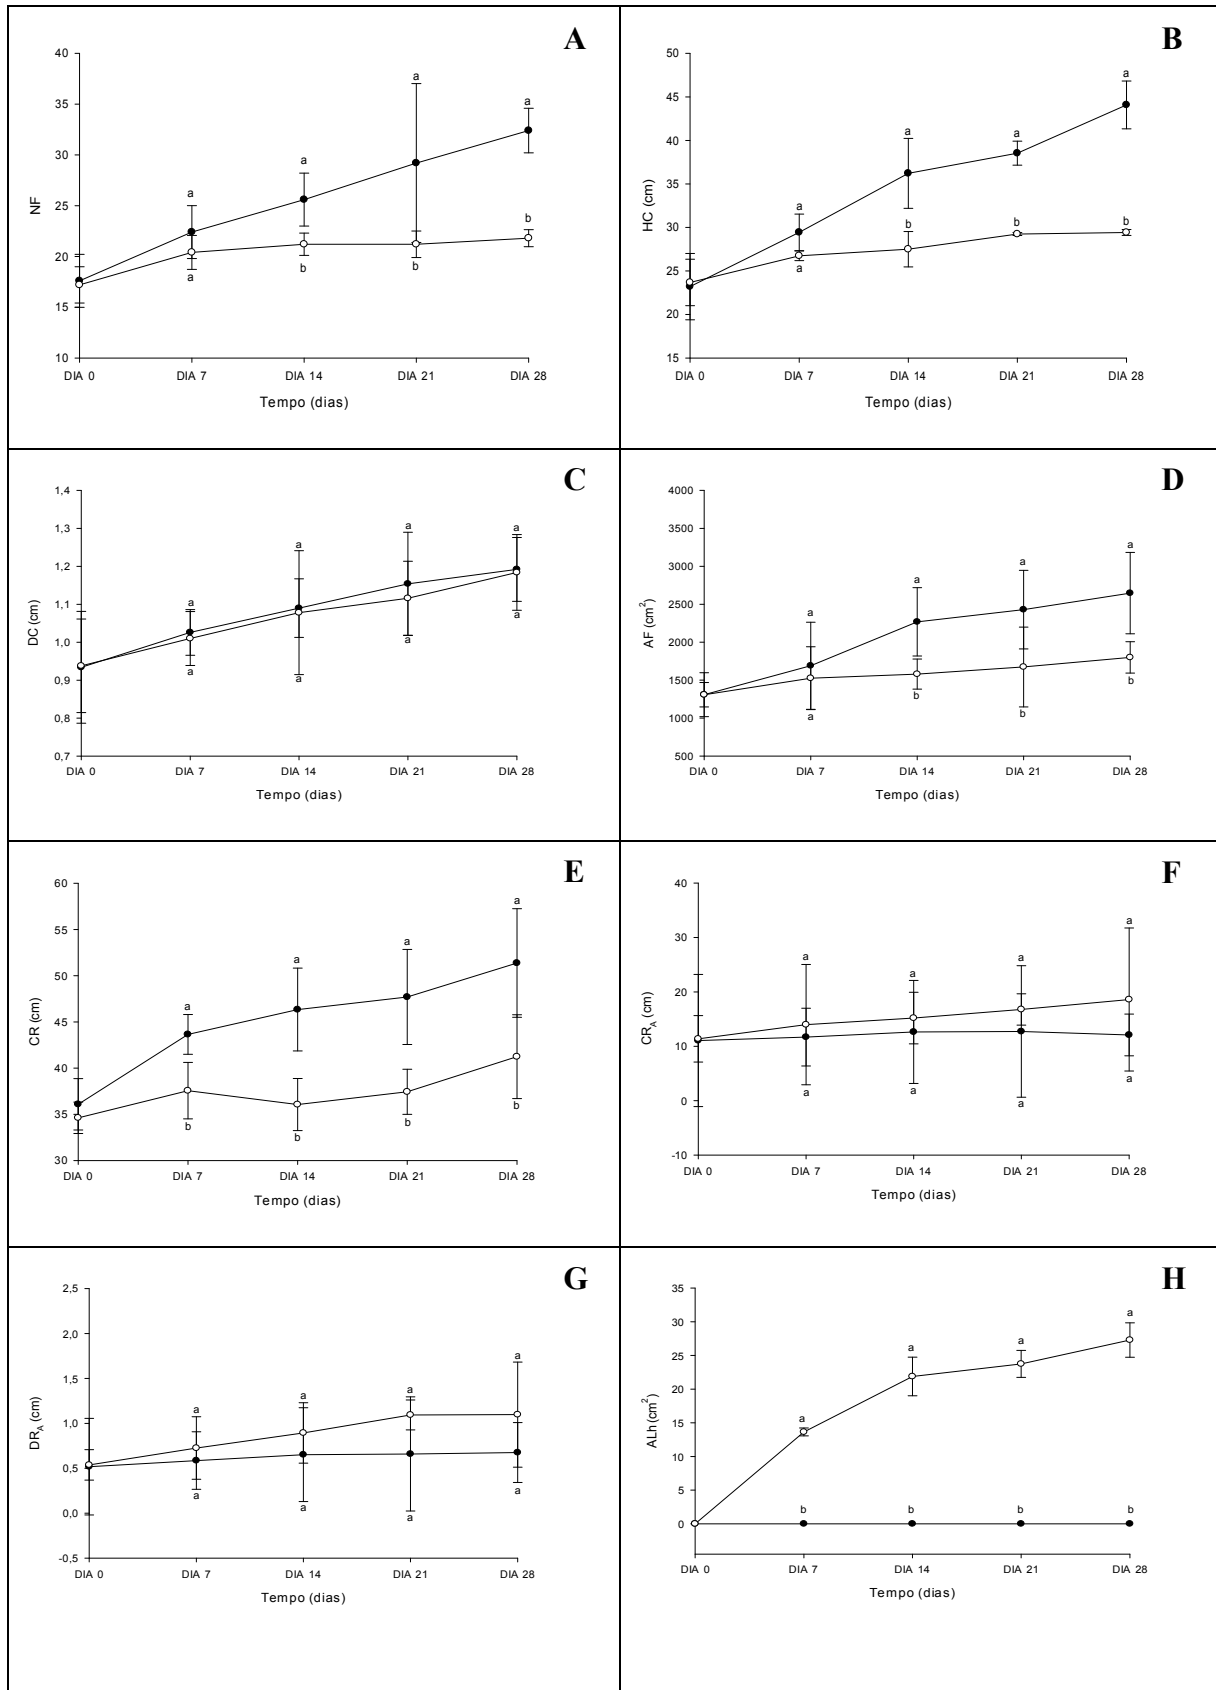 A
40
35
30
25
20
15
10
NF
a
a
a
a
a
b
b
b
DIA 0 DIA 7 DIA 14 DIA 21 DIA 28
Tempo (dias)
B
50
45
40
35
30
25
20
15
HC (cm)
a
a
a
a
a
b
b
b
DIA 0 DIA 7 DIA 14 DIA 21 DIA 28
Tempo (dias)
C
1,4
1,3
1,2
1,1
1,0
0,9
0,8
0,7
DC (cm)
a
a
a
a
a
a
a
a
DIA 0 DIA 7 DIA 14 DIA 21 DIA 28
Tempo (dias)
D
4000
3500
3000
2500
2000
1500
1000
500
AF (cm²)
a
a
a
a
a
b
b
b
DIA 0 DIA 7 DIA 14 DIA 21 DIA 28
Tempo (dias)
E
60
55
50
45
40
35
30
CR (cm)
a
a
a
a
b
b
b
b
DIA 0 DIA 7 DIA 14 DIA 21 DIA 28
Tempo (dias)
F
40
30
20
10
0
-10
CR_A (cm)
a
a
a
a
a
a
a
a
DIA 0 DIA 7 DIA 14 DIA 21 DIA 28
Tempo (dias)
G
2,5
2,0
1,5
1,0
0,5
0,0
-0,5
DR_A (cm)
a
a
a
a
a
a
a
a
DIA 0 DIA 7 DIA 14 DIA 21 DIA 28
Tempo (dias)
H
35
30
25
20
15
10
5
0
ALh (cm²)
a
a
a
a
b
b
b
b
DIA 0 DIA 7 DIA 14 DIA 21 DIA 28
Tempo (dias)